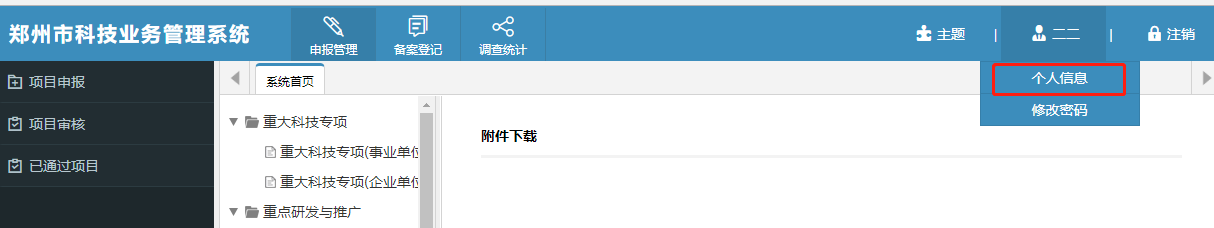 郑州市科技业务管理系统
申报管理
备案登记
调查统计
主题 | 二二 | 注销
项目申报
项目审核
已通过项目
系统首页
个人信息
修改密码
重大科技专项
重大科技专项(事业单位
重大科技专项(企业单位
重点研发与推广
附件下载